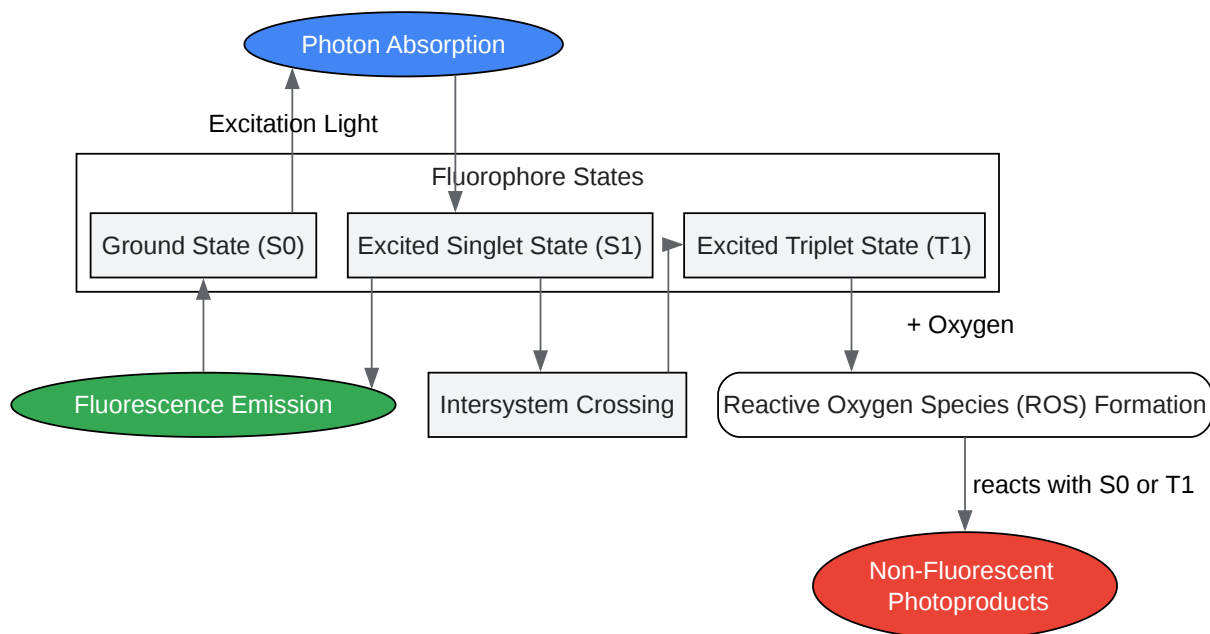 Photon Absorption
Excitation Light
Fluorophore States
Ground State (S0)
Excited Singlet State (S1)
Excited Triplet State (T1)
+ Oxygen
Fluorescence Emission
Intersystem Crossing
Reactive Oxygen Species (ROS) Formation
reacts with S0 or T1
Non-Fluorescent
Photoproducts